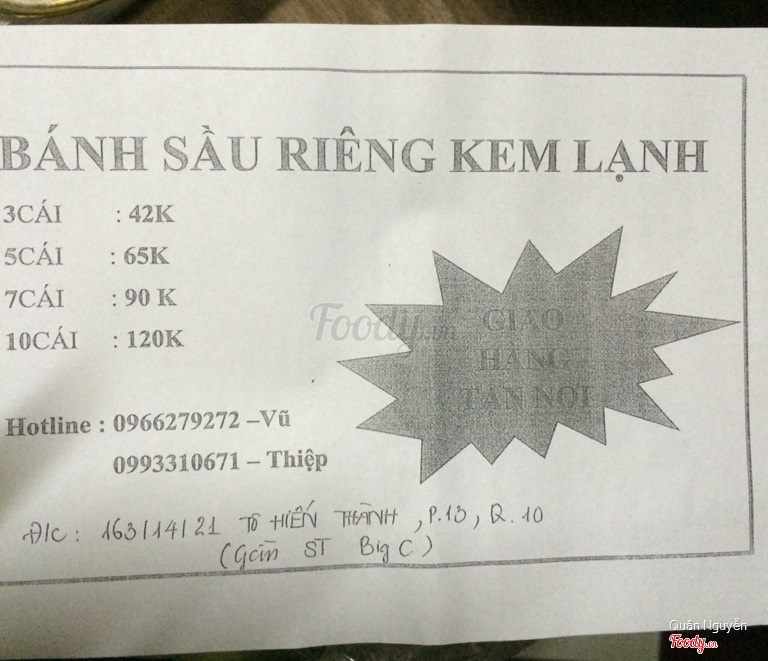 BÁNH SẦU RIÊNG KEM LẠNH
3CÁI : 42K
5CÁI : 65K
7CÁI : 90 K
10CÁI : 120K
GIAO
HÀNG
TẬN NƠI
Foody.vn
Hotline : 0966279272 –Vũ
0993310671 – Thiệp
Đ/c : 163/14/21 TÔ HIẾN THÀNH, P.13, Q.10
(Gần ST Big C)
Quân Nguyễn
Foody.vn